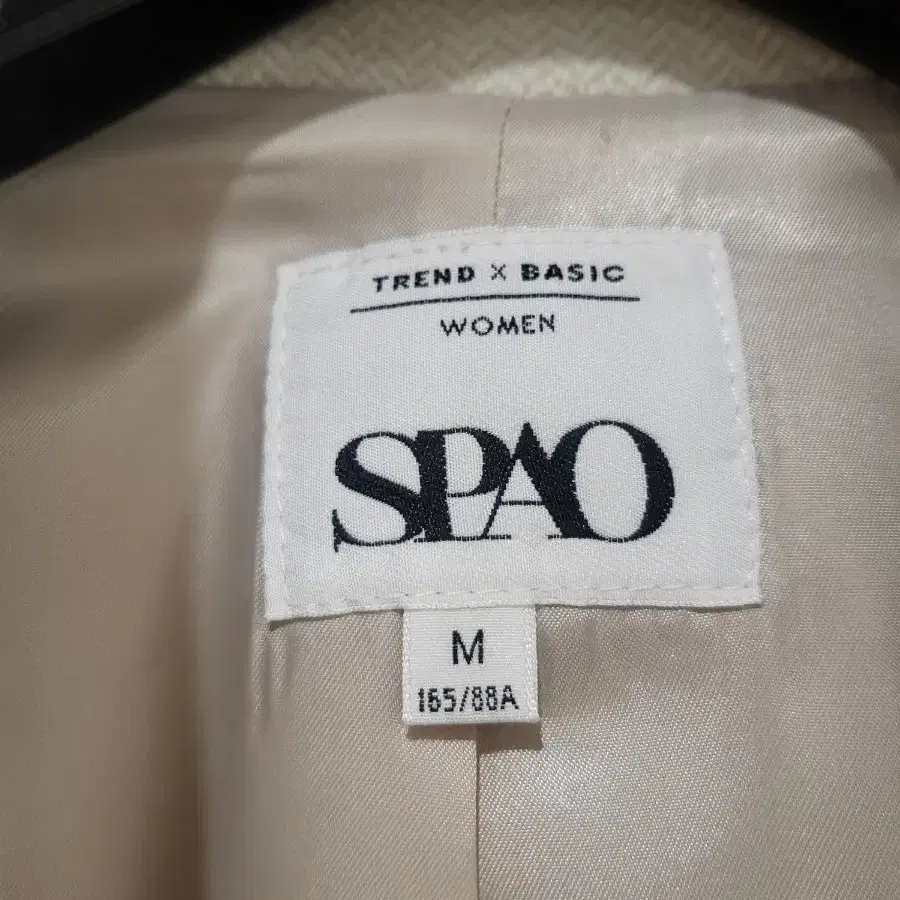 TREND X BASIC
WOMEN
SPAO
M
165/88A